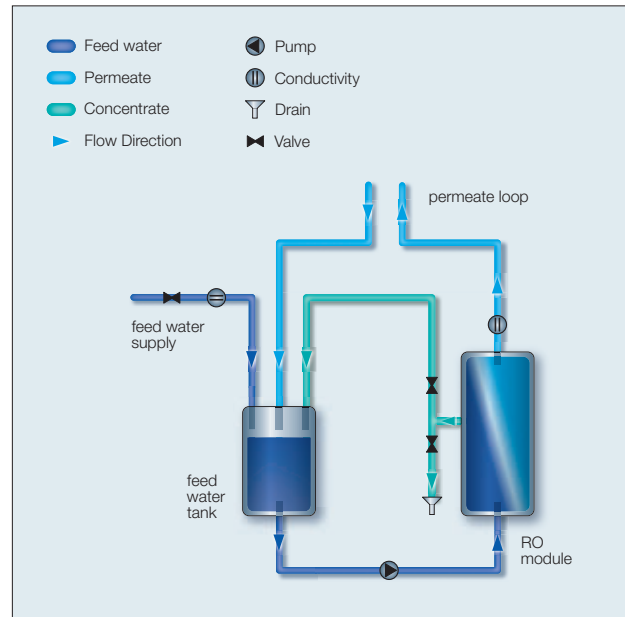 Feed water
Permeate
Concentrate
Flow Direction
Pump
Conductivity
Drain
Valve
permeate loop
feed water
supply
feed
water
tank
RO
module